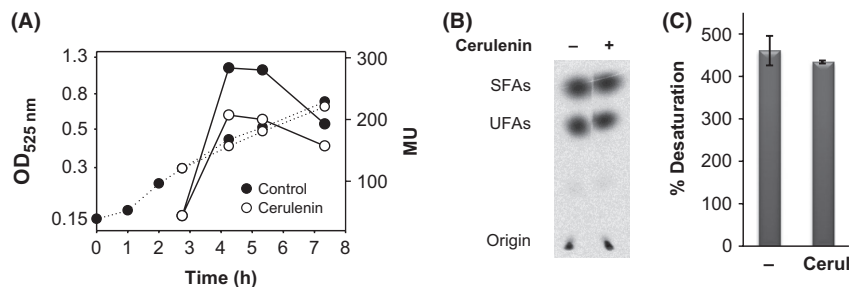 (A)
OD525 nm
1.3
0.8
0.5
0.3
0.15
300
200
100
MU
Control
Cerulenin
0 1 2 3 4 5 6 7 8
Time (h)
(B)
Cerulenin – +
SFAs
UFAs
Origin
(C)
% Desaturation
500
400
300
200
100
0
– Cerul